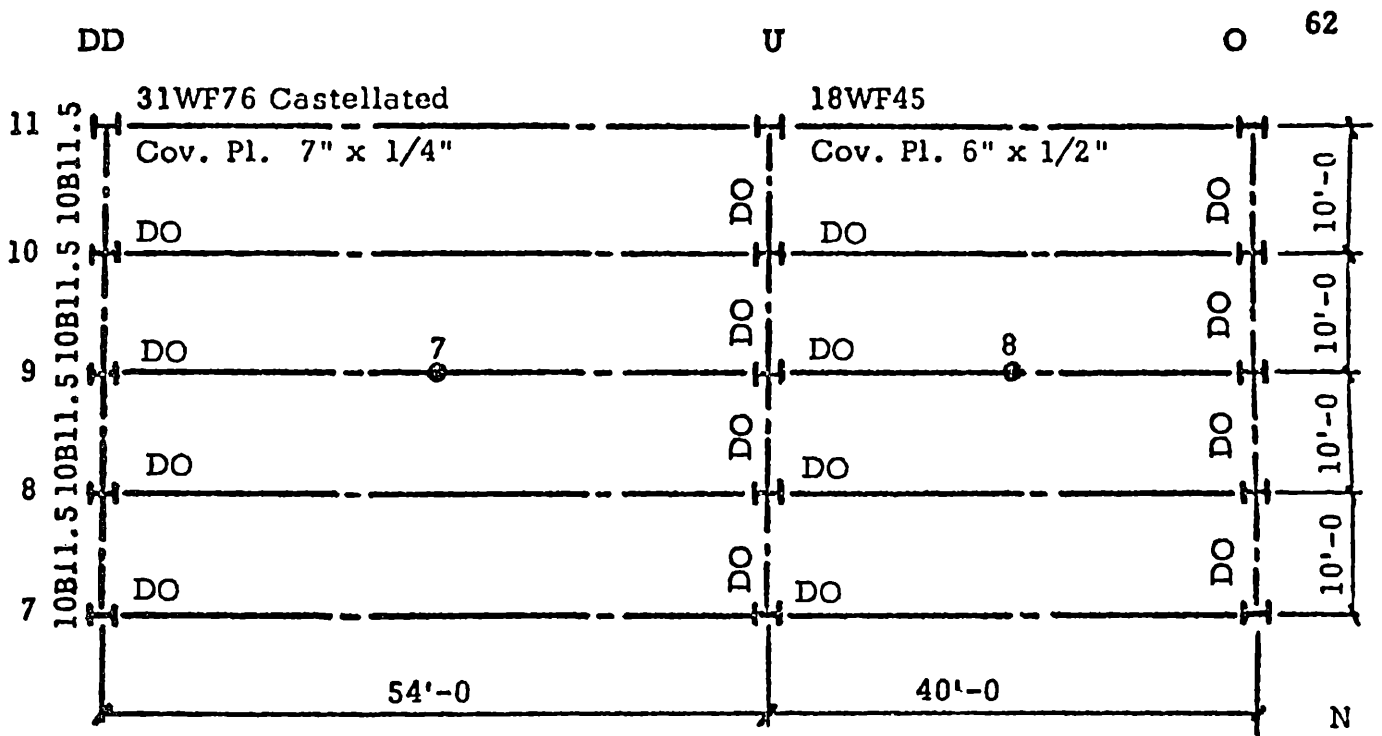 62
DD U O
31WF76 Castellated 18WF45
11
Cov. Pl. 7" x 1/4" Cov. Pl. 6" x 1/2"
10B11.5 DO DO 10'-0
DO DO
10
10B11.5 DO DO 10'-0
DO 7 DO 8
9
10B11.5 DO DO 10'-0
DO DO
8
10B11.5 DO DO 10'-0
DO DO
7
54'-0 40'-0
N